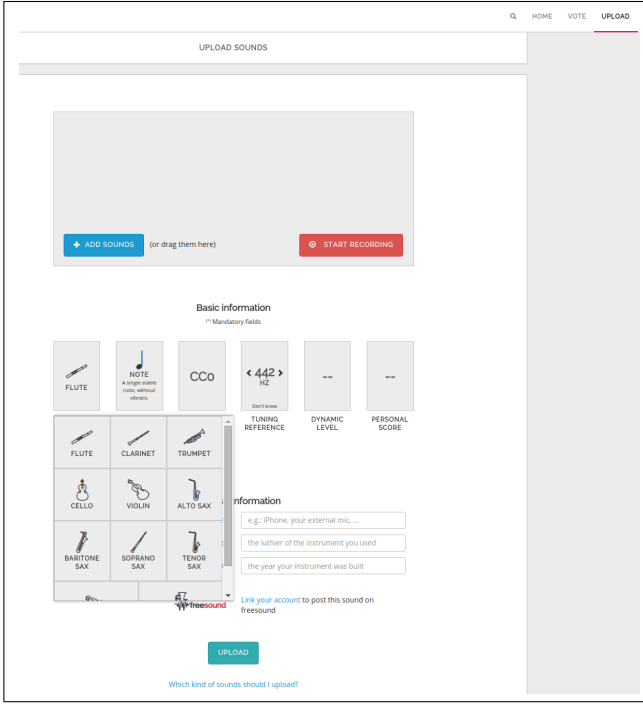 HOME VOTE UPLOAD
UPLOAD SOUNDS
ADD SOUNDS (or drag them here) START RECORDING
Basic information
(*) Mandatory fields
FLUTE
NOTE
A single stable
note, without
vibrato.
CC0
442
HZ
Don't know
--
--
TUNING
REFERENCE
DYNAMIC
LEVEL
PERSONAL
SCORE
FLUTE CLARINET TRUMPET
CELLO VIOLIN ALTO SAX
BARITONE
SAX
SOPRANO
SAX
TENOR
SAX
information
e.g.: iPhone, your external mic, ...
the luthier of the instrument you used
the year your instrument was built
freesound
Link your account to post this sound on
freesound
UPLOAD
Which kind of sounds should I upload?